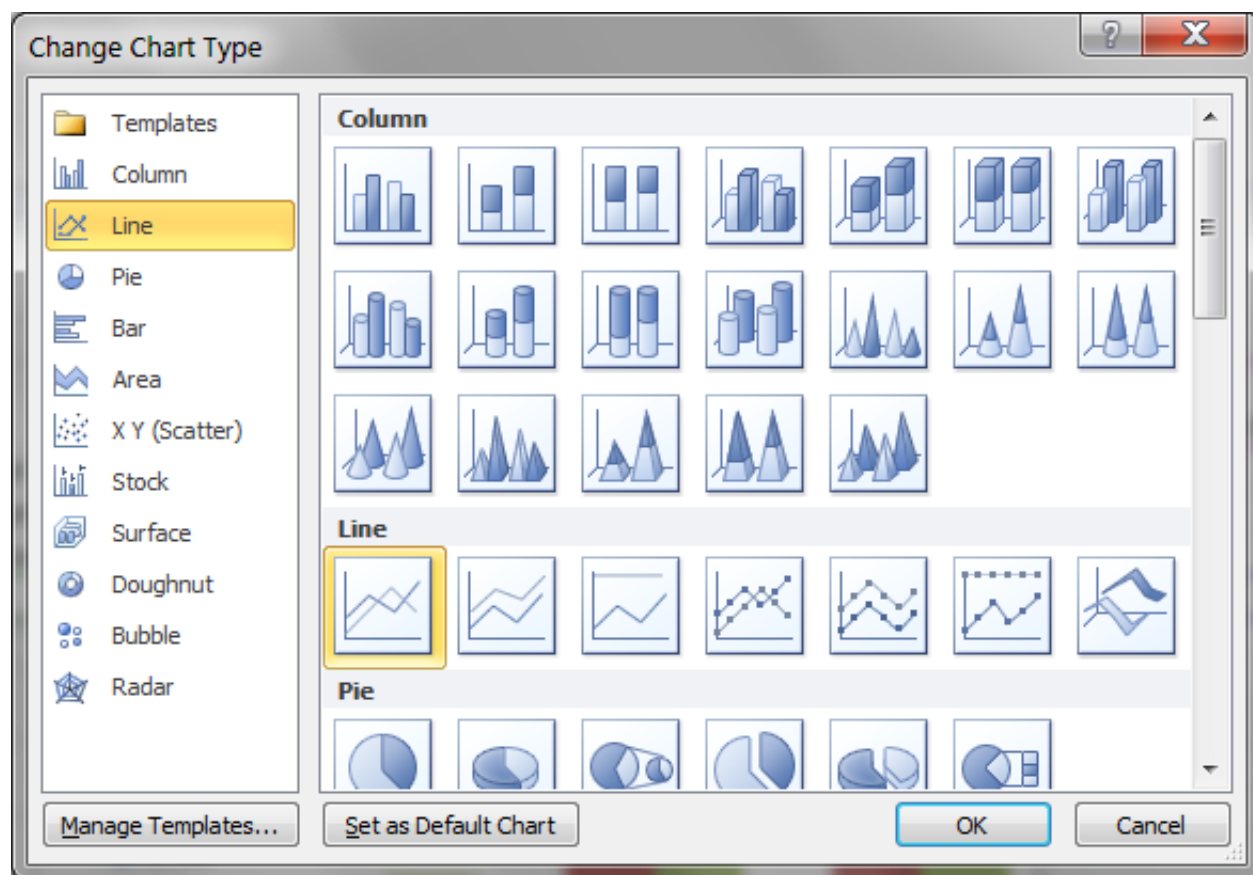 Change Chart Type
Templates
Column
Line
Pie
Bar
Area
X Y (Scatter)
Stock
Surface
Doughnut
Bubble
Radar
Column
Line
Pie
Manage Templates...
Set as Default Chart
OK
Cancel